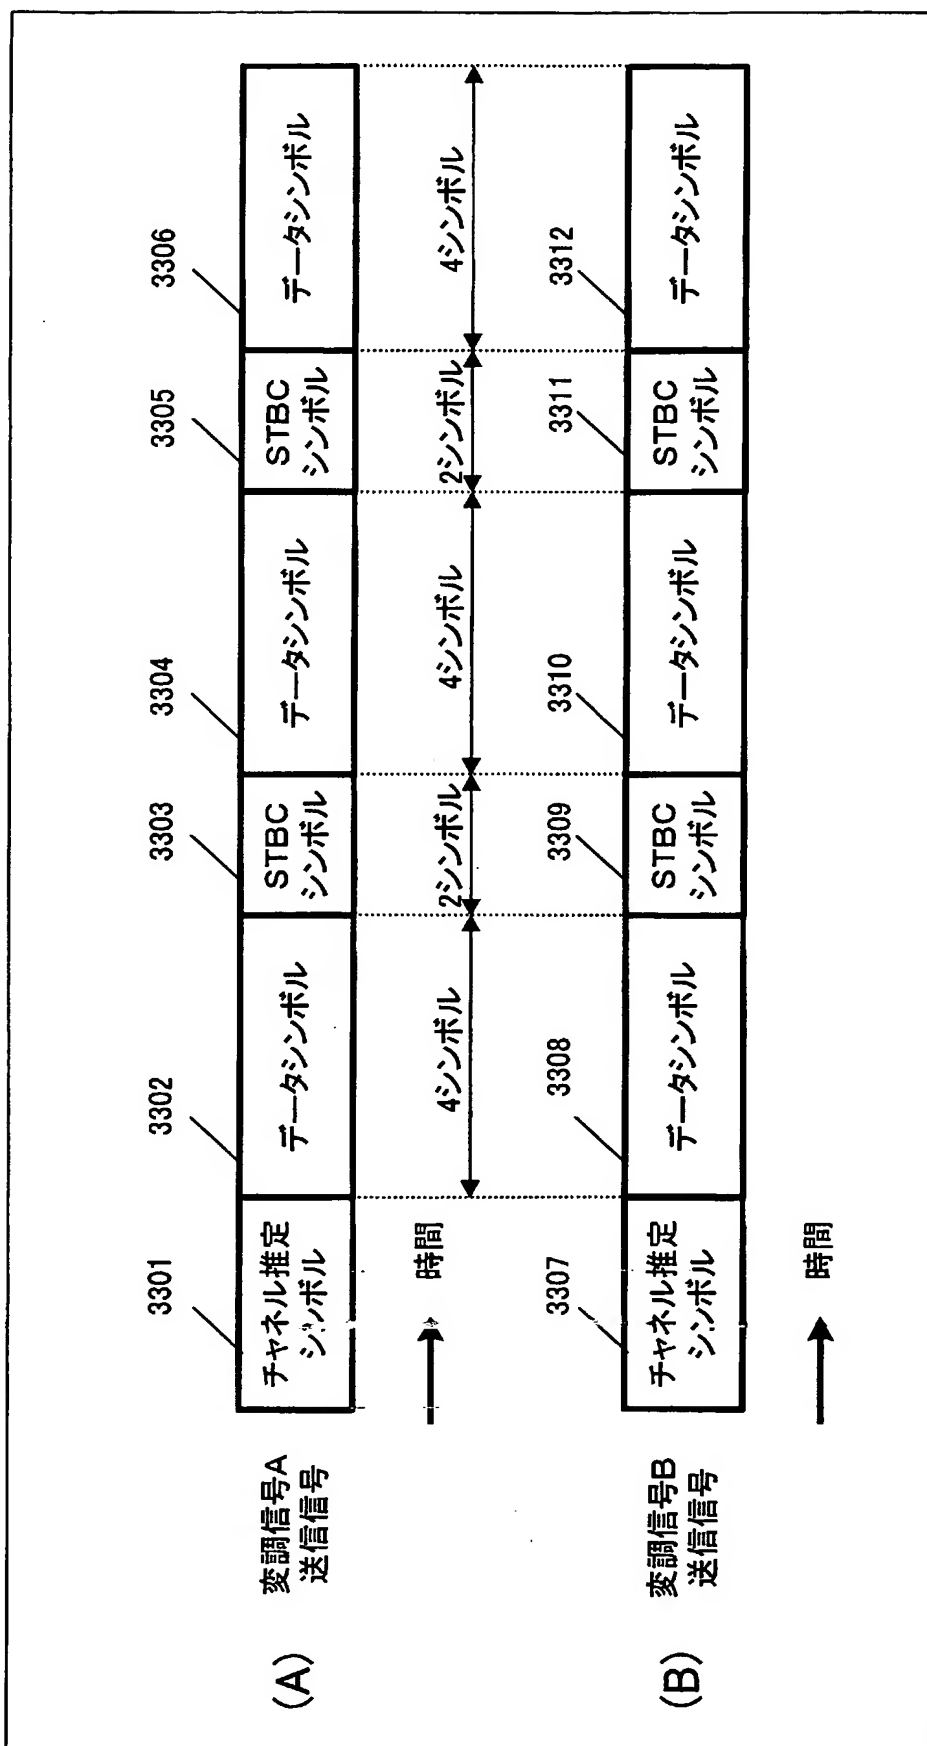 (A)
変調信号A
送信信号
3301
チャネル推定
シンボル
3302
データシンボル
3303
STBC
シンボル
3304
データシンボル
3305
STBC
シンボル
3306
データシンボル
時間
4シンボル
2シンボル
4シンボル
2シンボル
4シンボル
(B)
変調信号B
送信信号
3307
チャネル推定
シンボル
3308
データシンボル
3309
STBC
シンボル
3310
データシンボル
3311
STBC
シンボル
3312
データシンボル
時間